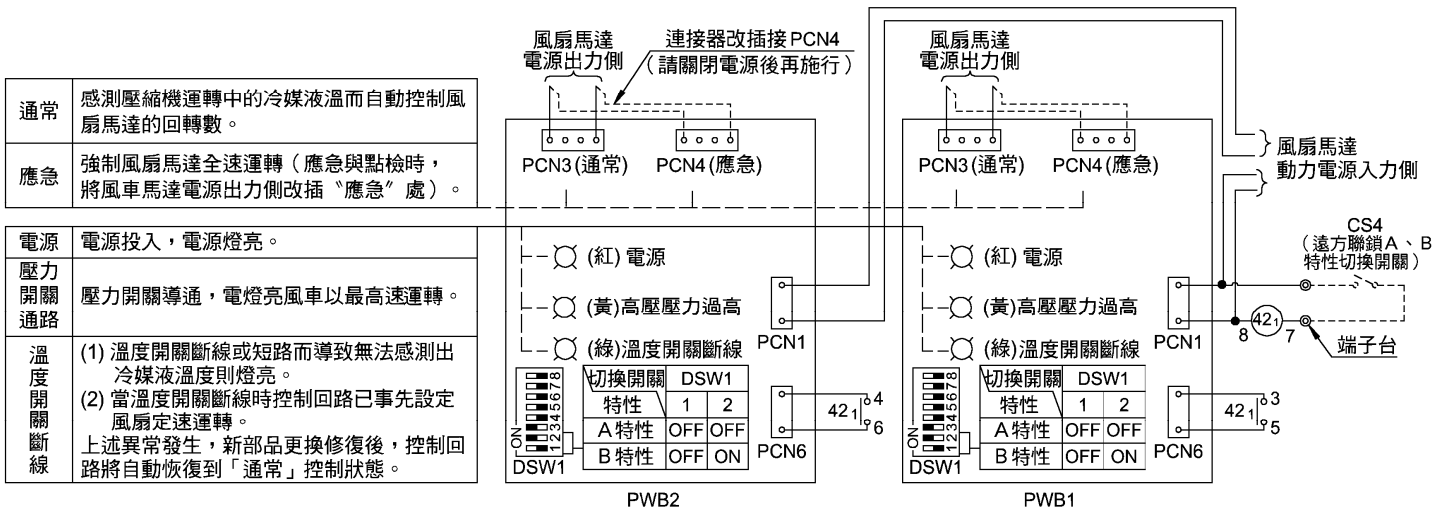 通常
感測壓縮機運轉中的冷媒液溫而自動控制風
扇馬達的回轉數。
應急
強制風扇馬達全速運轉（應急與點檢時，
將風車馬達電源出力側改插〝應急〞處）。
電源
電源投入，電源燈亮。
壓力
開關
通路
壓力開關導通，電燈亮風車以最高速運轉。
溫
度
開
關
斷
線
(1) 溫度開關斷線或短路而導致無法感測出
冷媒液溫度則燈亮。
(2) 當溫度開關斷線時控制回路已事先設定
風扇定速運轉。
上述異常發生，新部品更換修復後，控制回
路將自動恢復到「通常」控制狀態。
風扇馬達
電源出力側
連接器改插接PCN4
（請關閉電源後再施行）
PCN3(通常)
PCN4(應急)
(紅) 電源
(黃)高壓壓力過高
(綠)溫度開關斷線
PCN1
ON
12345678
DSW1
切換開關 DSW1
特性 1 2
A特性 OFF OFF
B特性 OFF ON
PCN6
4
42₁
6
PWB2
風扇馬達
電源出力側
PCN3(通常)
PCN4(應急)
(紅) 電源
(黃)高壓壓力過高
(綠)溫度開關斷線
PCN1
ON
12345678
DSW1
切換開關 DSW1
特性 1 2
A特性 OFF OFF
B特性 OFF ON
PCN6
3
42₁
5
PWB1
風扇馬達
動力電源入力側
CS4
（遠方聯鎖A、B
特性切換開關）
8
42₁
7
端子台